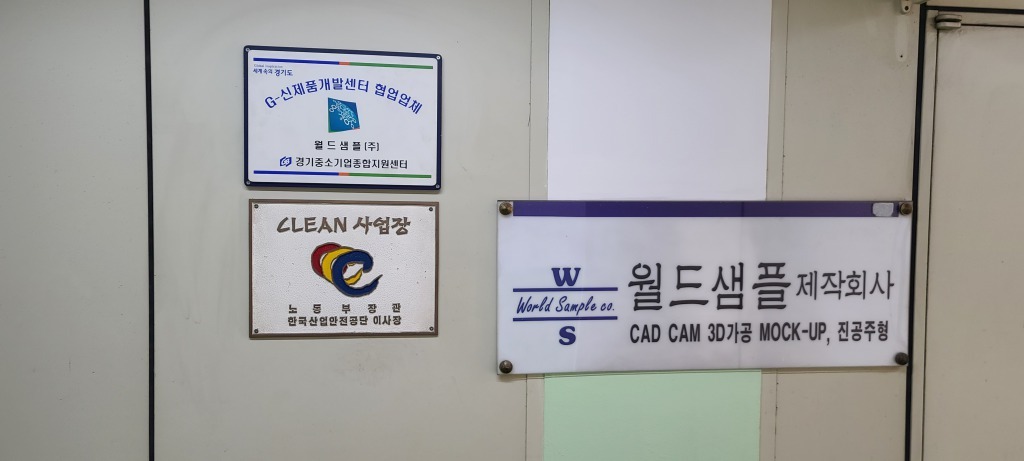 세계 속의 경기도
G-신제품개발센터 협업업체
월드샘플(주)
경기중소기업종합지원센터
CLEAN 사업장
노동부장관
한국산업안전공단 이사장
W
World Sample co.
S
월드샘플 제작회사
CAD CAM 3D가공 MOCK-UP, 진공주형